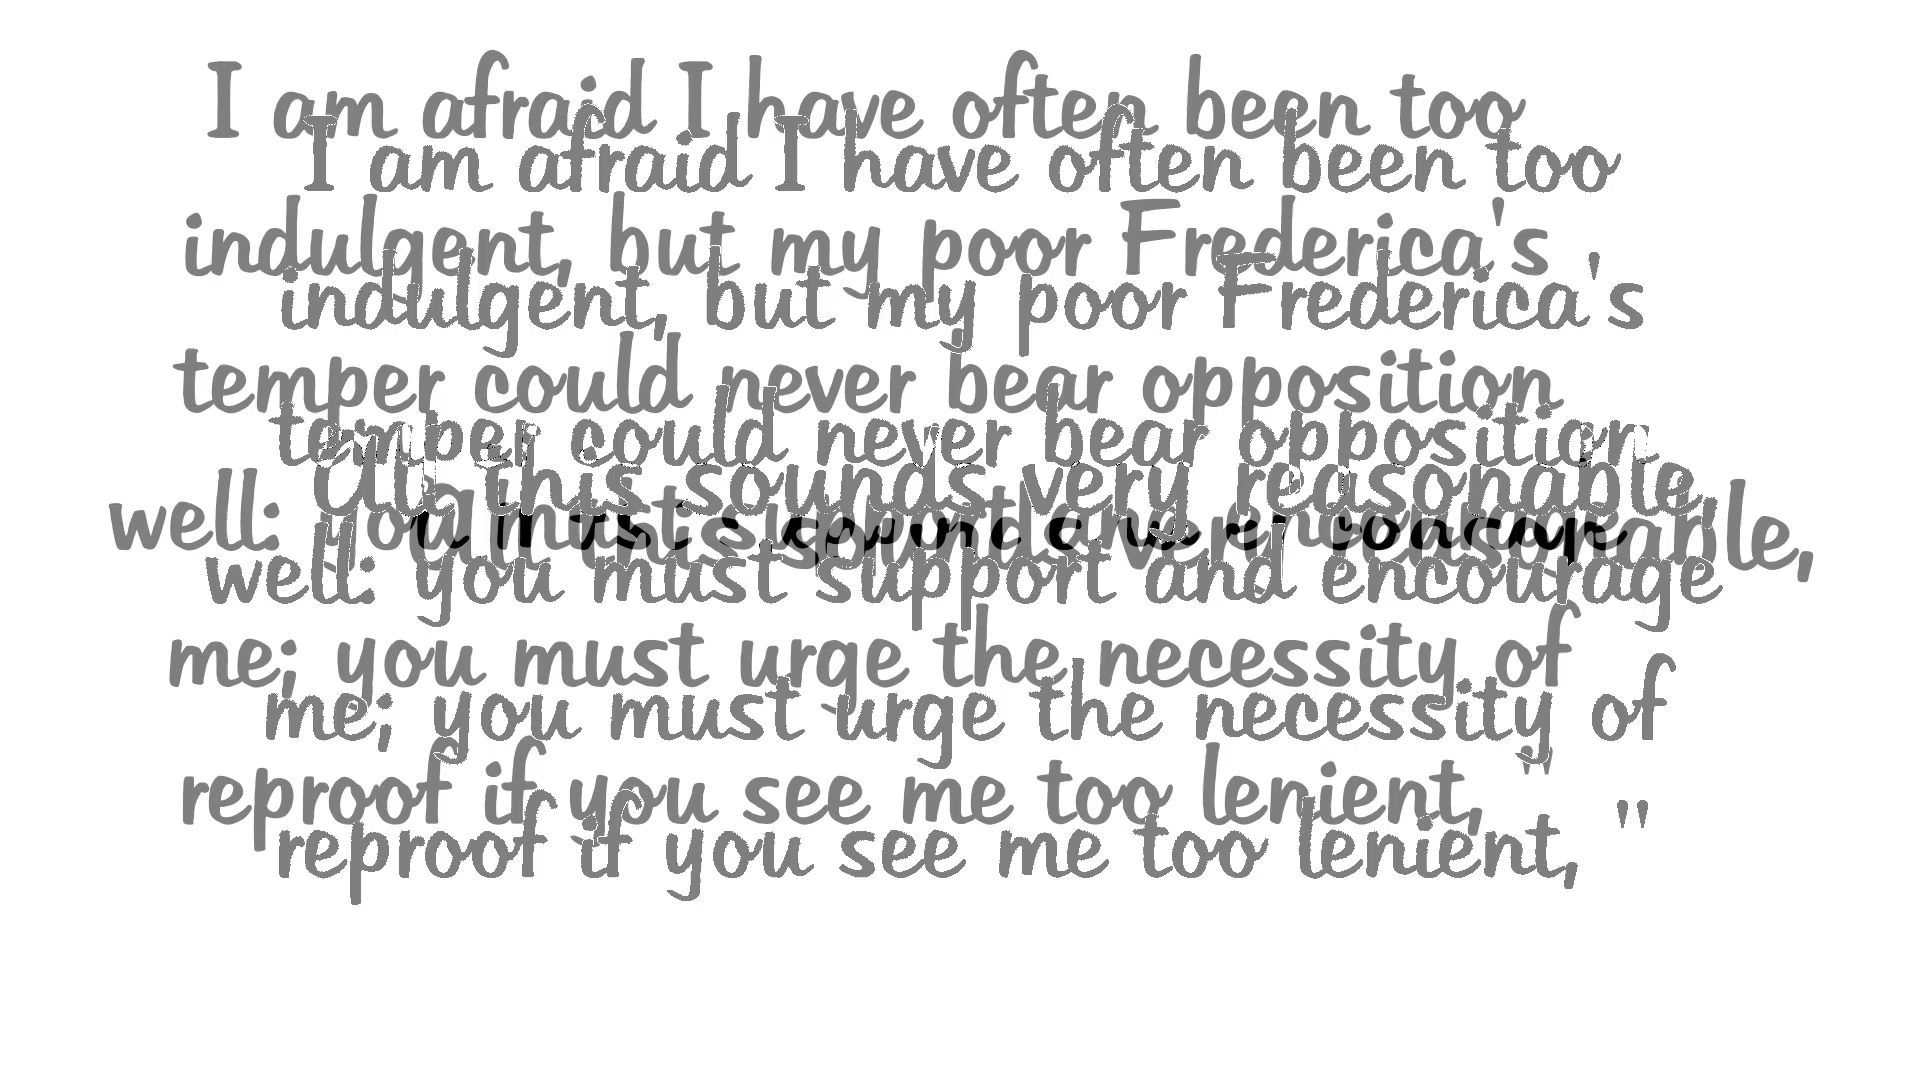 I am afraid I have often been too
I am afraid I have often been too
indulgent, but my poor Frederica's
indulgent, but my poor Frederica's
temper could never bear opposition
temper could never bear opposition
All this sounds very reasonable,
well: you must support and encourage
All this sounds very reasonable,
well: you must support and encourage
me; you must urge the necessity of
me; you must urge the necessity of
reproof if you see me too lenient, "
reproof if you see me too lenient, "